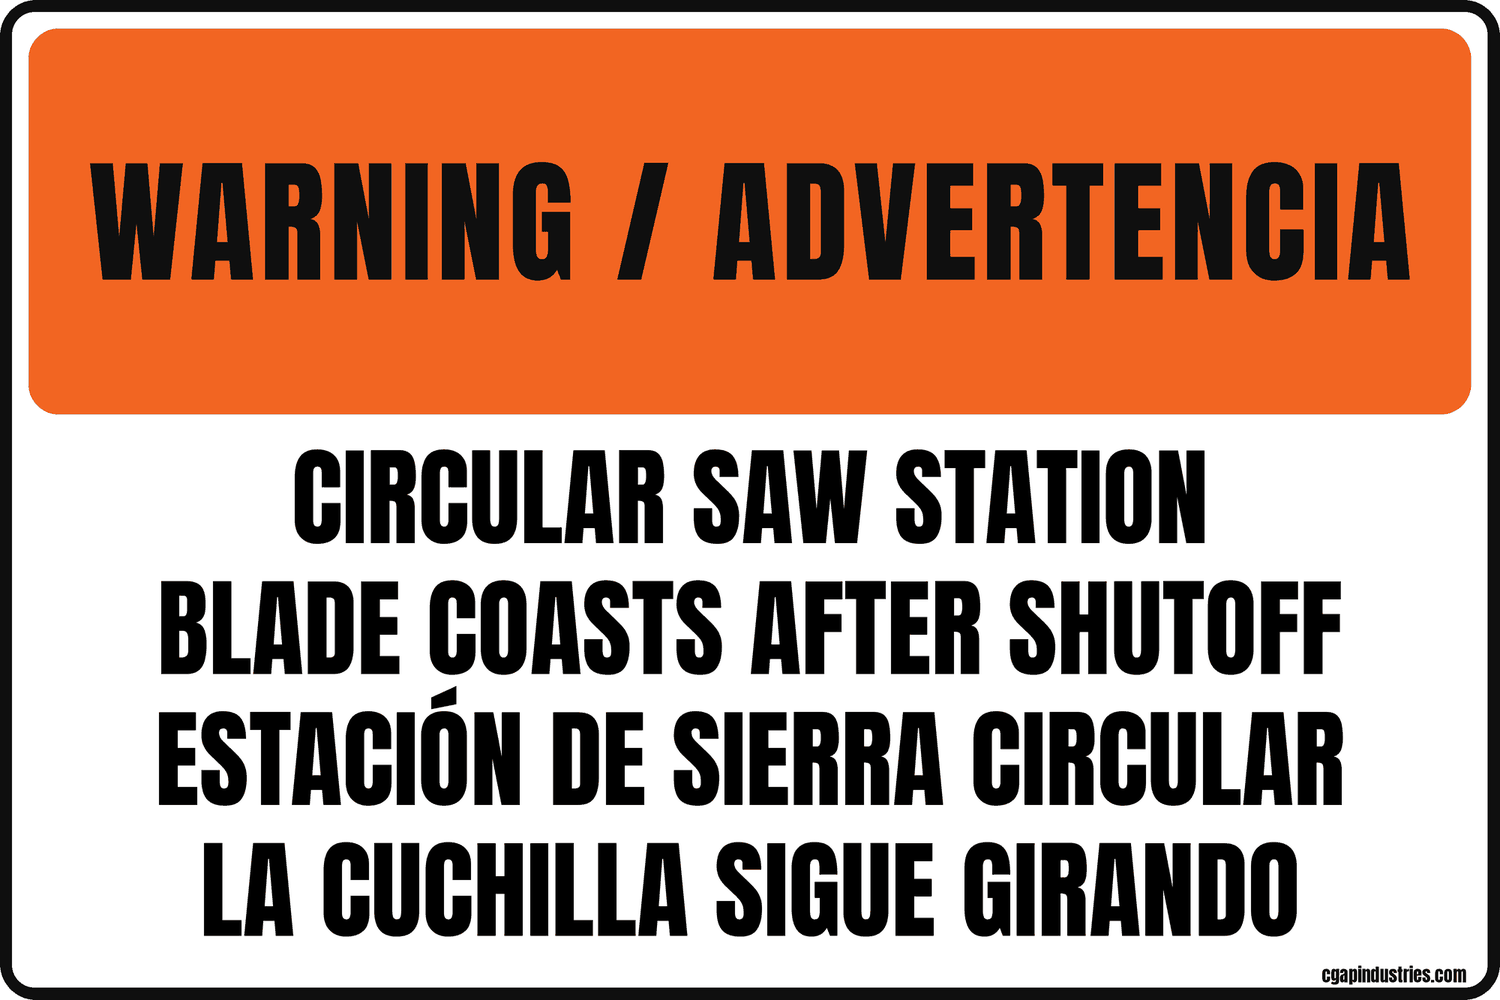 WARNING / ADVERTENCIA
CIRCULAR SAW STATION
BLADE COASTS AFTER SHUTOFF
ESTACIÓN DE SIERRA CIRCULAR
LA CUCHILLA SIGUE GIRANDO
cgapindustries.com